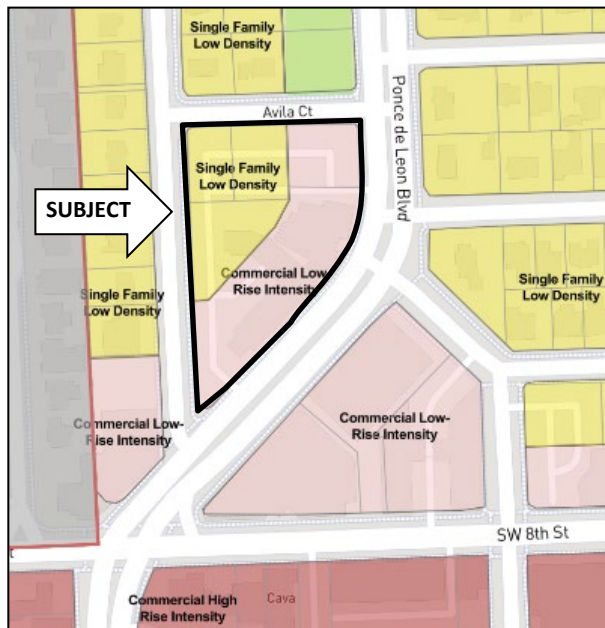 Single Family
Low Density
Avila Ct
Ponce de Leon Blvd
Single Family
Low Density
SUBJECT
Commercial Low-
Rise Intensity
Single Family
Low Density
Single Family
Low Density
Commercial Low-
Rise Intensity
Commercial Low-
Rise Intensity
SW 8th St
Commercial High
Rise Intensity
Cava